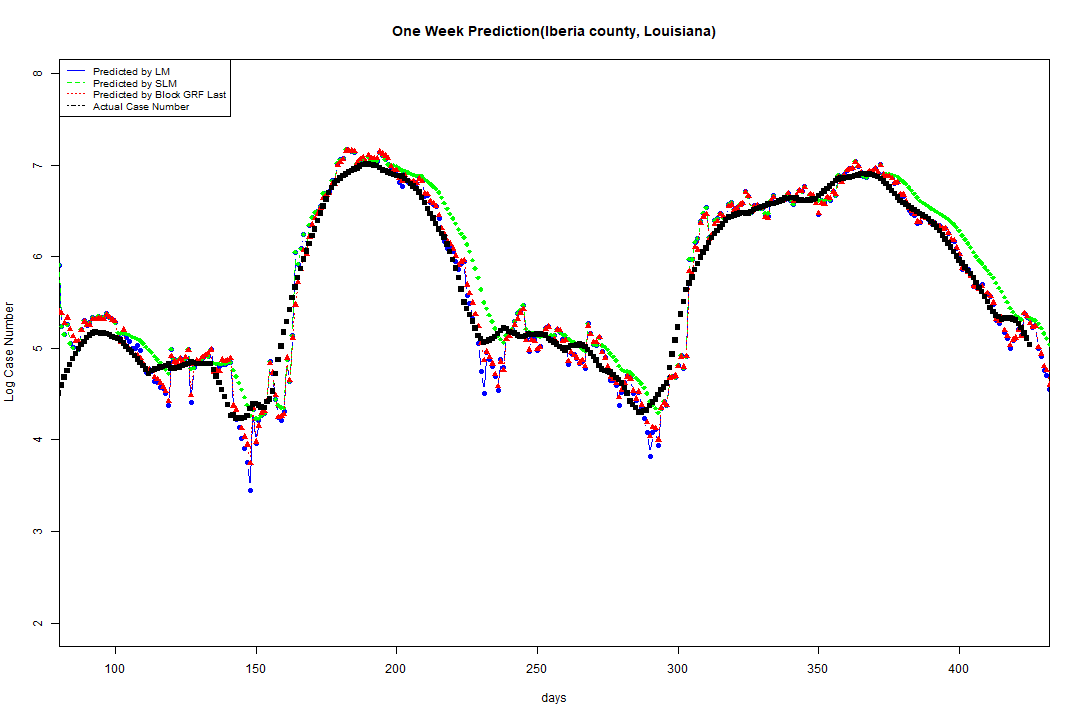 One Week Prediction(Iberia county, Louisiana)
Predicted by LM
Predicted by SLM
Predicted by Block GRF Last
Actual Case Number
Log Case Number
8
7
6
5
4
3
2
100 150 200 250 300 350 400
days